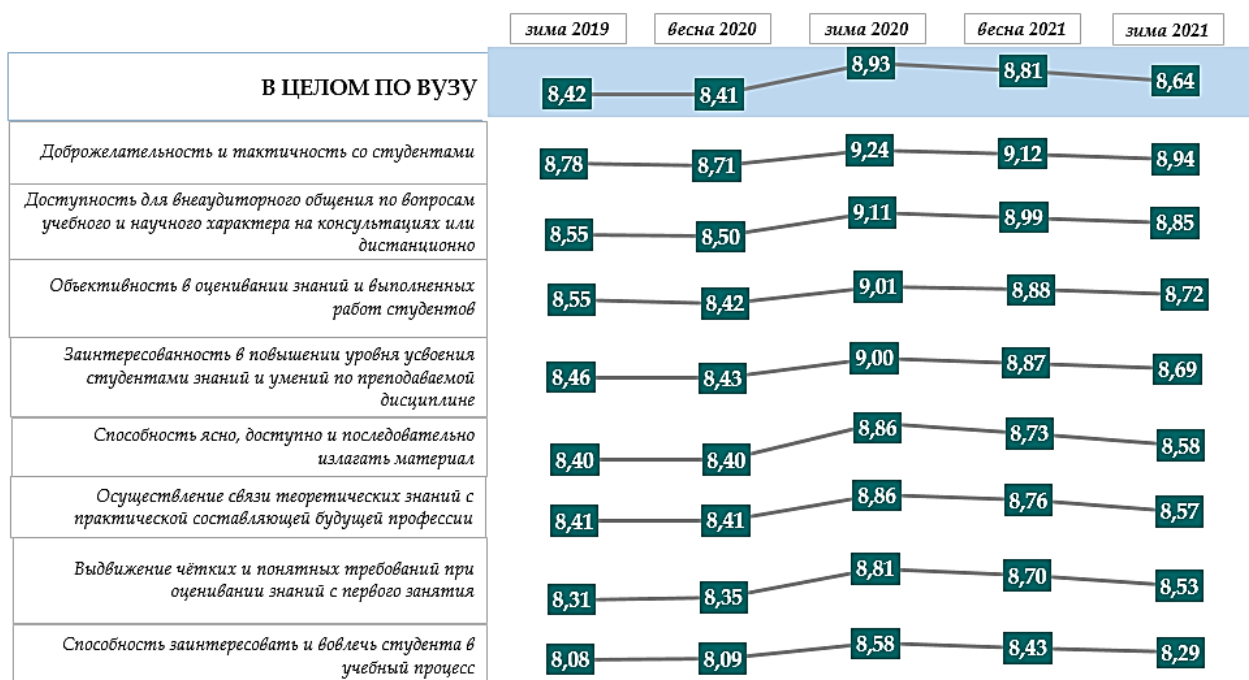 зима 2019 весна 2020 зима 2020 весна 2021 зима 2021
В ЦЕЛОМ ПО ВУЗУ 8,42 8,41 8,93 8,81 8,64
Доброжелательность и тактичность со студентами 8,78 8,71 9,24 9,12 8,94
Доступность для внеаудиторного общения по вопросам
учебного и научного характера на консультациях или
дистанционно
8,55 8,50 9,11 8,99 8,85
Объективность в оценивании знаний и выполненных
работ студентов
8,55 8,42 9,01 8,88 8,72
Заинтересованность в повышении уровня усвоения
студентами знаний и умений по преподаваемой
дисциплине
8,46 8,43 9,00 8,87 8,69
Способность ясно, доступно и последовательно
излагать материал
8,40 8,40 8,86 8,73 8,58
Осуществление связи теоретических знаний с
практической составляющей будущей профессии
8,41 8,41 8,86 8,76 8,57
Выдвижение чётких и понятных требований при
оценивании знаний с первого занятия
8,31 8,35 8,81 8,70 8,53
Способность заинтересовать и вовлечь студента в
учебный процесс
8,08 8,09 8,58 8,43 8,29